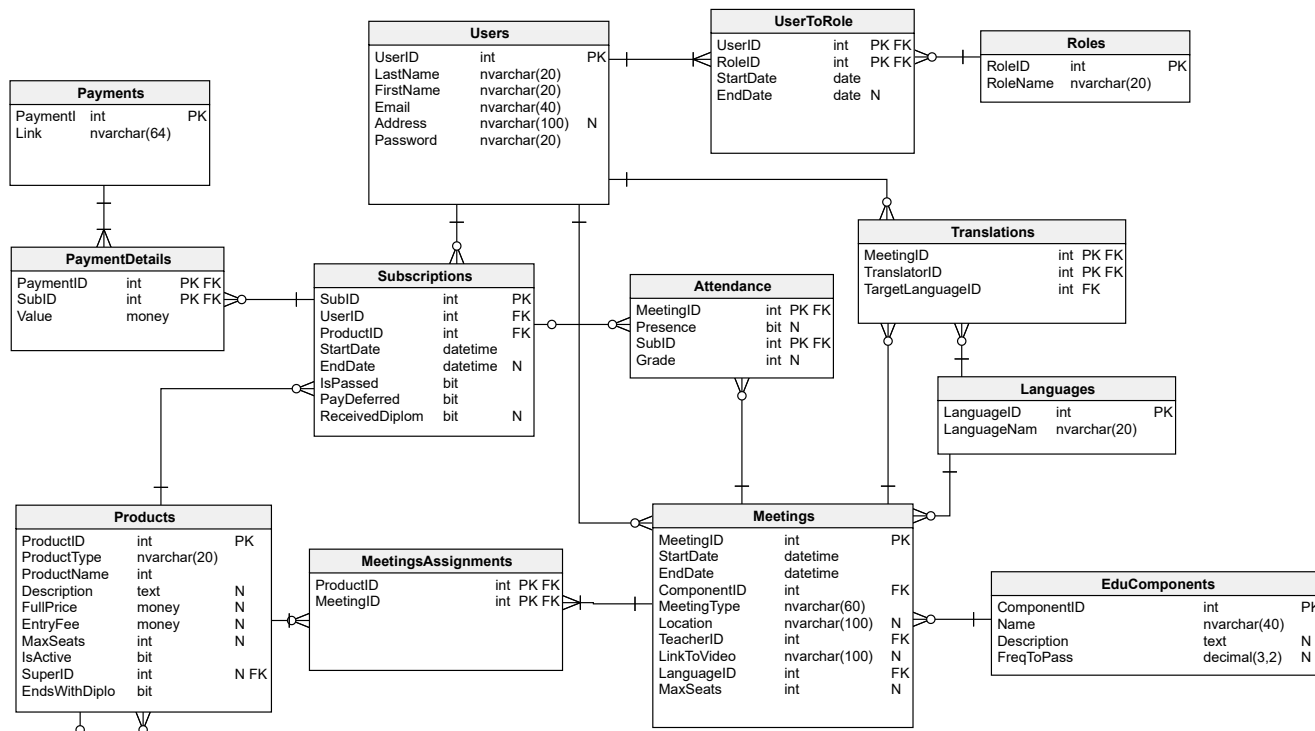 Users
UserID int PK
LastName nvarchar(20)
FirstName nvarchar(20)
Email nvarchar(40)
Address nvarchar(100) N
Password nvarchar(20)
UserToRole
UserID int PK FK
RoleID int PK FK
StartDate date
EndDate date N
Roles
RoleID int PK
RoleName nvarchar(20)
Payments
PaymentI int PK
Link nvarchar(64)
PaymentDetails
PaymentID int PK FK
SubID int PK FK
Value money
Subscriptions
SubID int PK
UserID int FK
ProductID int FK
StartDate datetime
EndDate datetime N
IsPassed bit
PayDeferred bit
ReceivedDiplom bit N
Attendance
MeetingID int PK FK
Presence bit N
SubID int PK FK
Grade int N
Translations
MeetingID int PK FK
TranslatorID int PK FK
TargetLanguageID int FK
Languages
LanguageID int PK
LanguageNam nvarchar(20)
Products
ProductID int PK
ProductType nvarchar(20)
ProductName int
Description text N
FullPrice money N
EntryFee money N
MaxSeats int N
IsActive bit
SuperID int N FK
EndsWithDiplo bit
MeetingsAssignments
ProductID int PK FK
MeetingID int PK FK
Meetings
MeetingID int PK
StartDate datetime
EndDate datetime
ComponentID int FK
MeetingType nvarchar(60)
Location nvarchar(100) N
TeacherID int FK
LinkToVideo nvarchar(100) N
LanguageID int FK
MaxSeats int N
EduComponents
ComponentID int PK
Name nvarchar(40)
Description text N
FreqToPass decimal(3,2) N